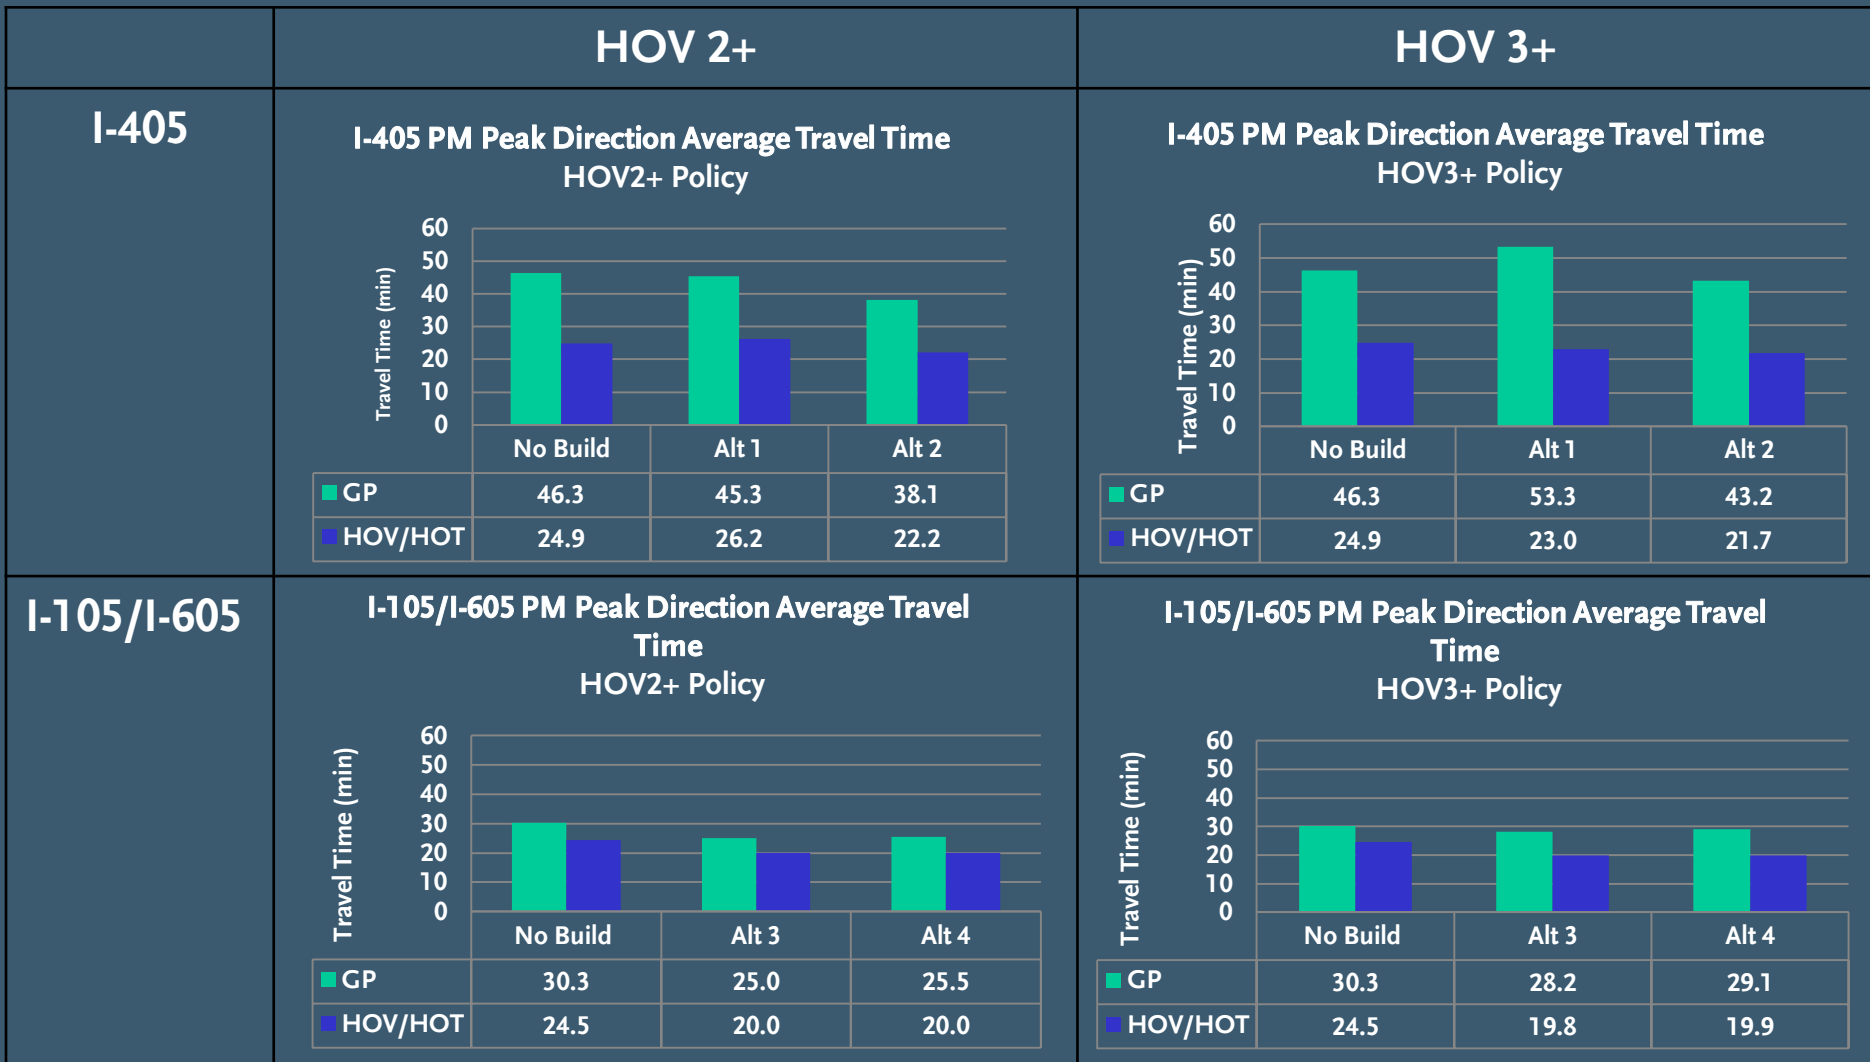 HOV 2+
HOV 3+
I-405
I-405 PM Peak Direction Average Travel Time
HOV2+ Policy
Travel Time (min)
60
50
40
30
20
10
0
No Build Alt 1 Alt 2
GP 46.3 45.3 38.1
HOV/HOT 24.9 26.2 22.2
I-405 PM Peak Direction Average Travel Time
HOV3+ Policy
Travel Time (min)
60
50
40
30
20
10
0
No Build Alt 1 Alt 2
GP 46.3 53.3 43.2
HOV/HOT 24.9 23.0 21.7
I-105/I-605
I-105/I-605 PM Peak Direction Average Travel
Time
HOV2+ Policy
Travel Time (min)
60
50
40
30
20
10
0
No Build Alt 3 Alt 4
GP 30.3 25.0 25.5
HOV/HOT 24.5 20.0 20.0
I-105/I-605 PM Peak Direction Average Travel
Time
HOV3+ Policy
Travel Time (min)
60
50
40
30
20
10
0
No Build Alt 3 Alt 4
GP 30.3 28.2 29.1
HOV/HOT 24.5 19.8 19.9